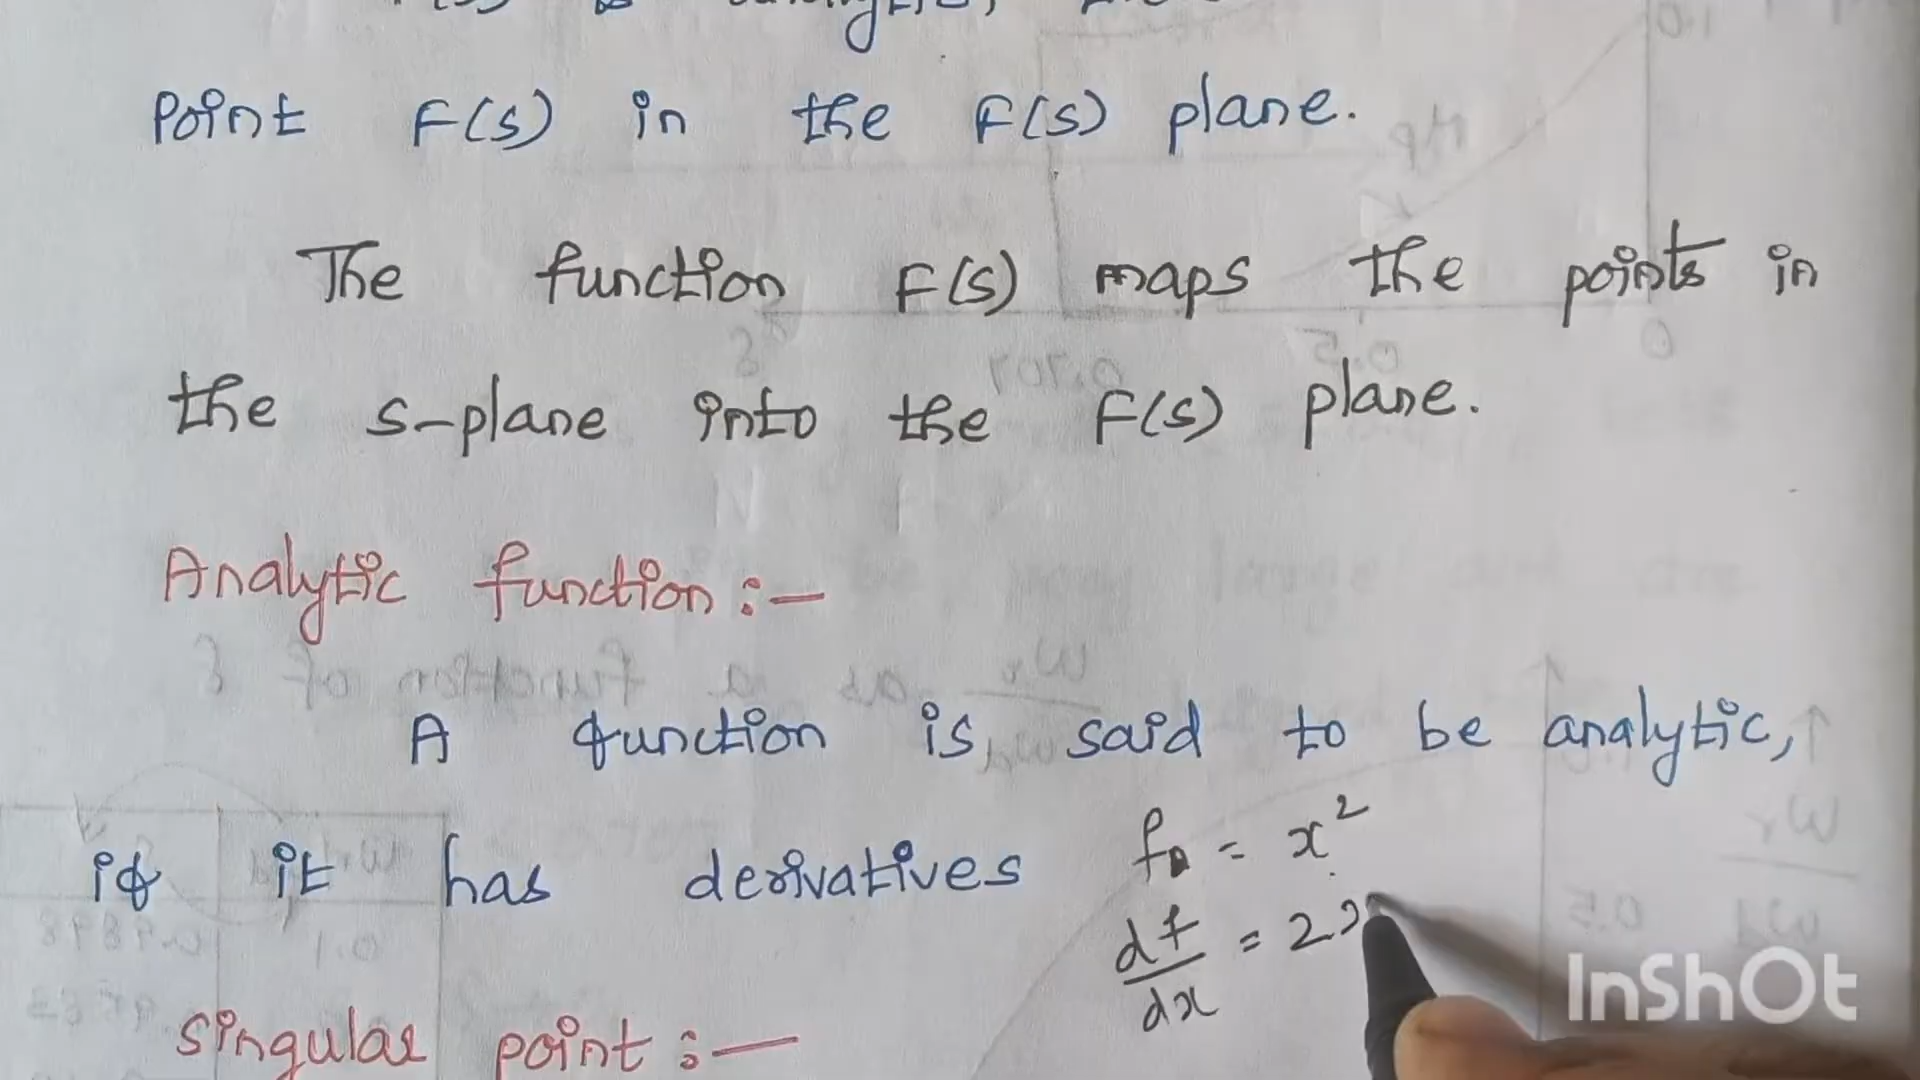 Point F(s) in the F(s) plane.
The function F(s) maps the points in
the s-plane into the F(s) plane.
Analytic function :-
A function is said to be analytic,
if it has derivatives
f = x²
df/dx = 2x
Singular point :-
InShOt